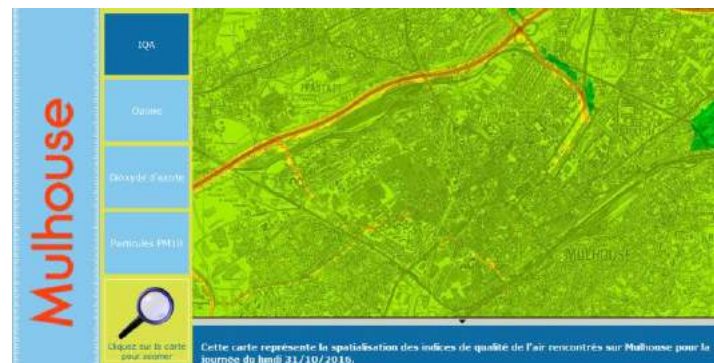 Mulhouse
IQA
Ozone
Dioxyde d'azote
Particules PM10
Cliquez sur la carte
pour zoomer
PFASTATT
MULHOUSE
Cette carte représente la spatialisation des indices de qualité de l'air rencontrés sur Mulhouse pour la
journée du lundi 31/10/2016.